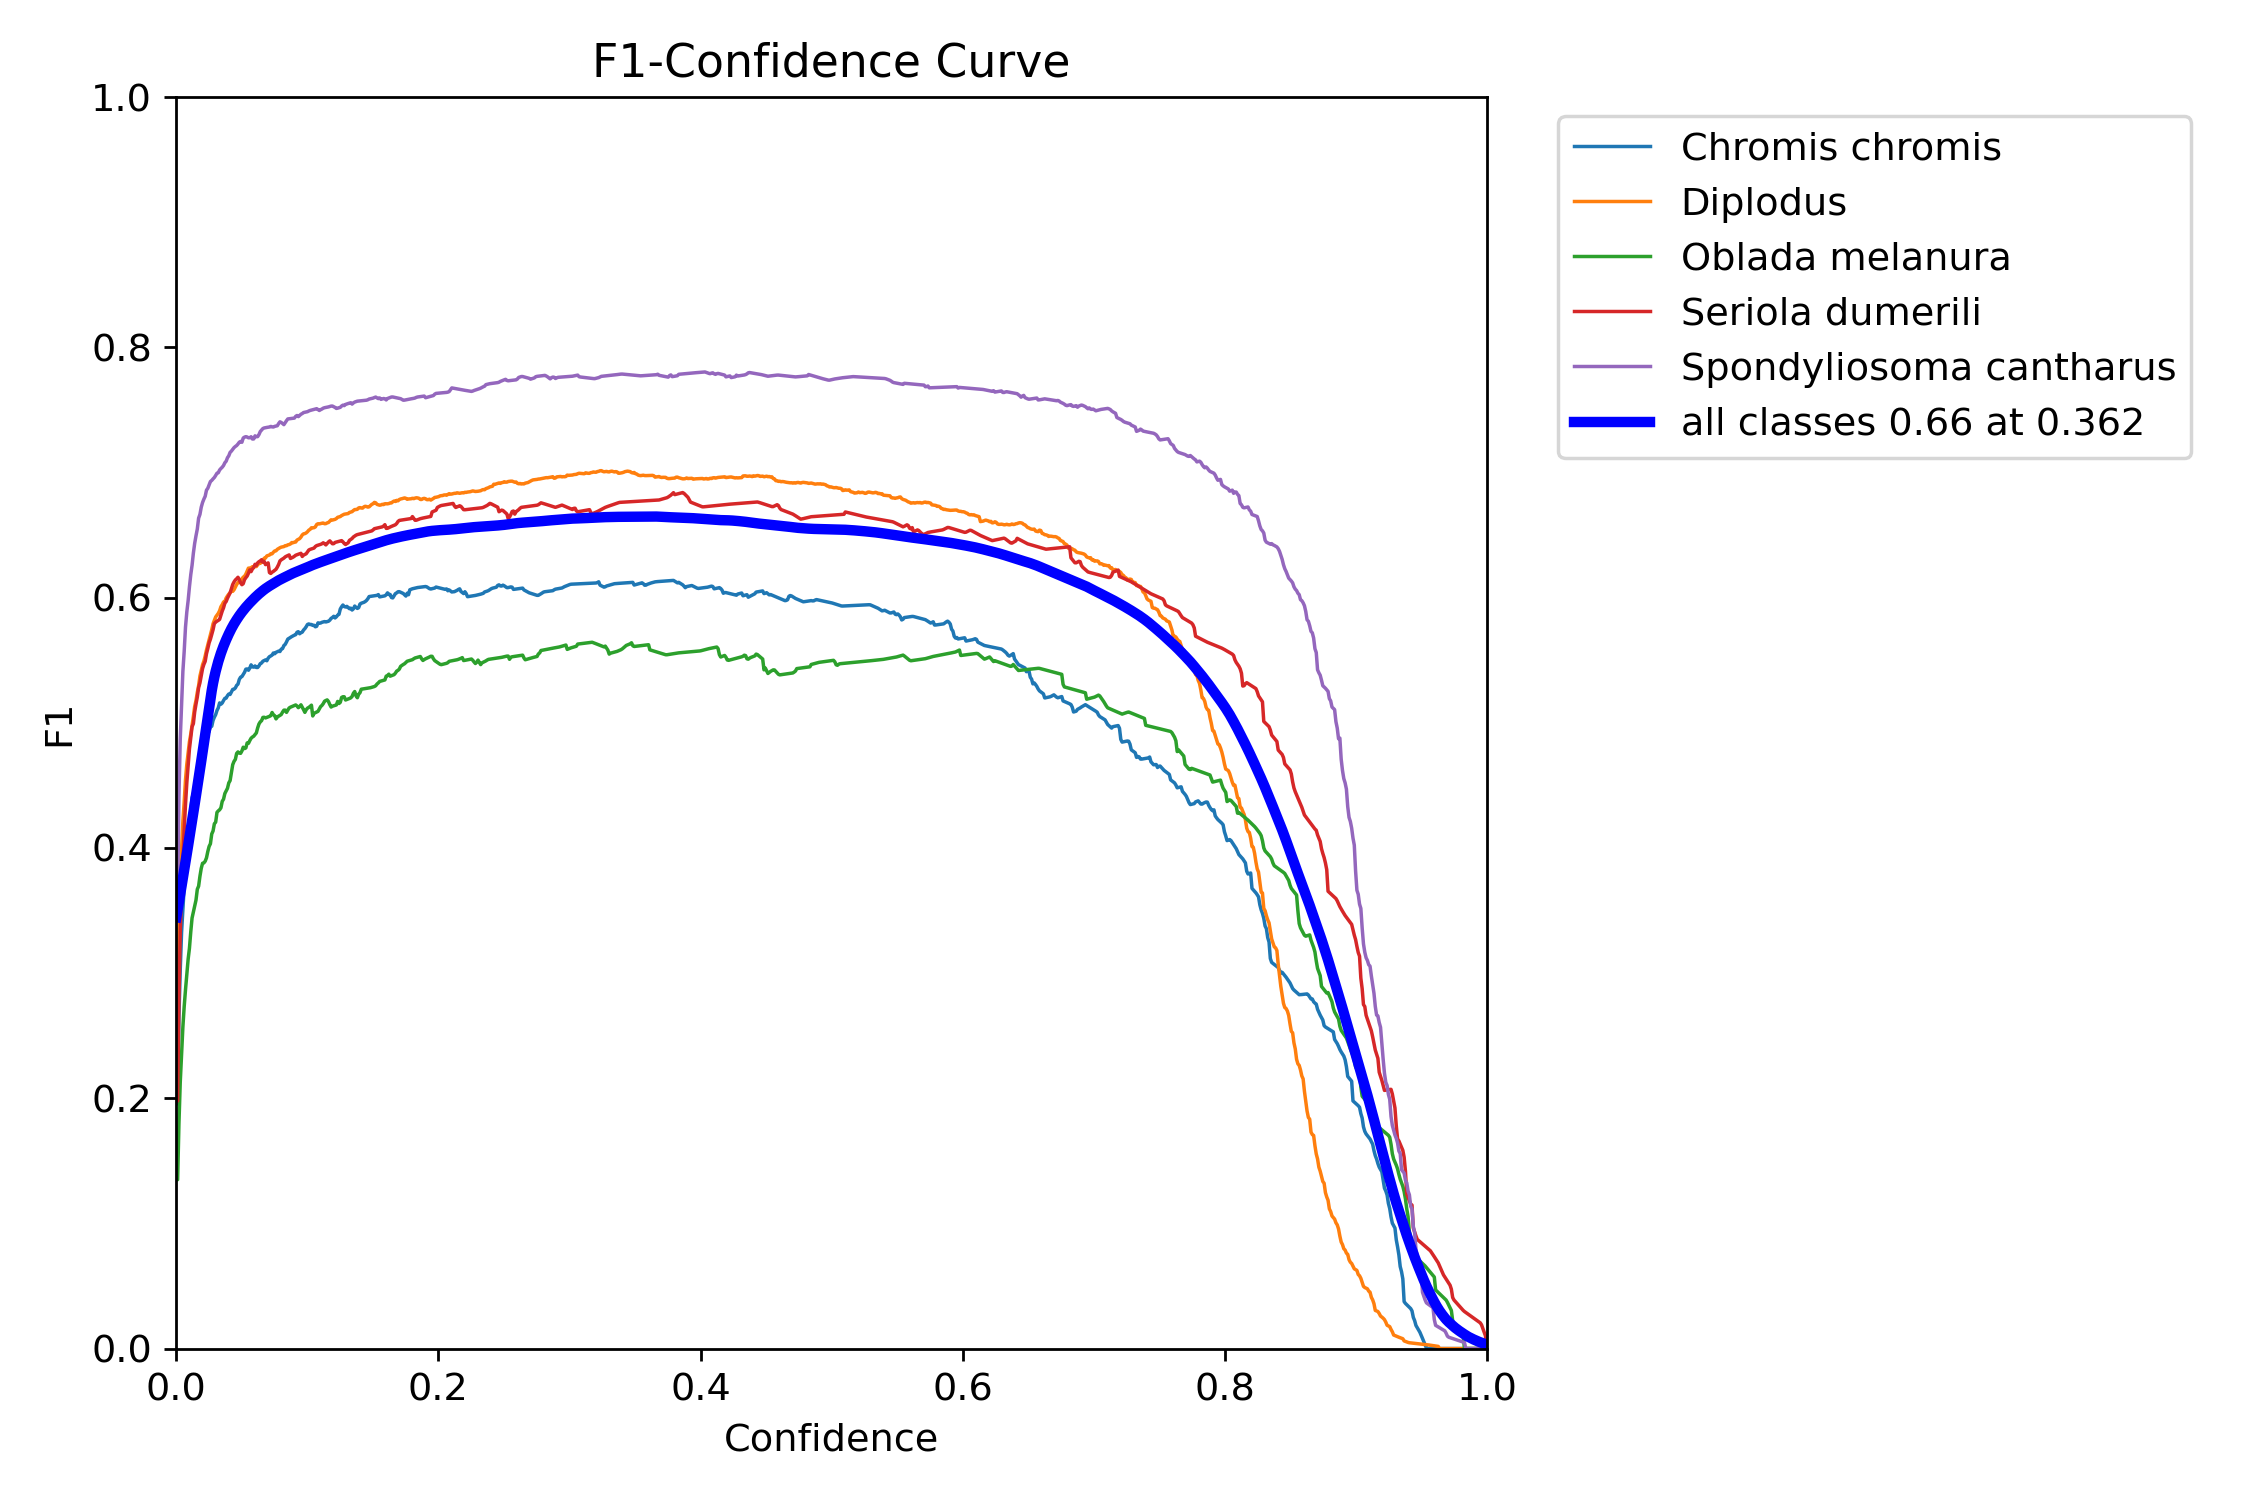 F1-Confidence Curve
1.0
0.8
0.6
0.4
0.2
0.0
F1
0.0 0.2 0.4 0.6 0.8 1.0
Confidence
Chromis chromis
Diplodus
Oblada melanura
Seriola dumerili
Spondyliosoma cantharus
all classes 0.66 at 0.362